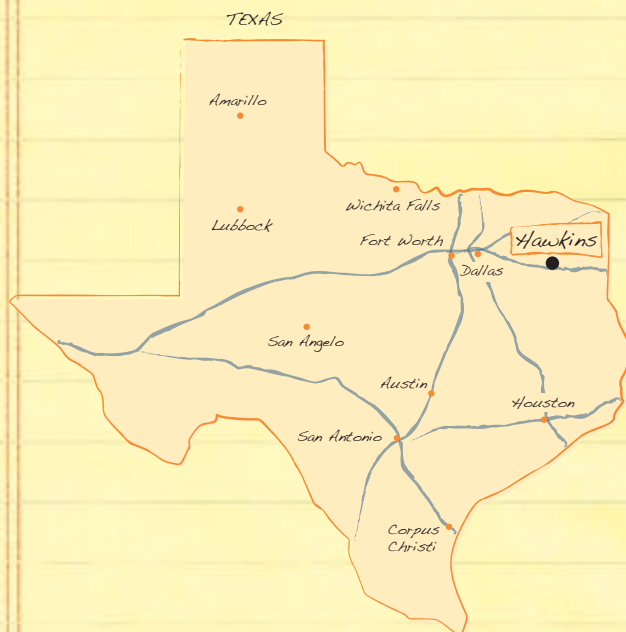 TEXAS
Amarillo
Lubbock
Wichita Falls
Fort Worth
Hawkins
Dallas
San Angelo
Austin
Houston
San Antonio
Corpus
Christi